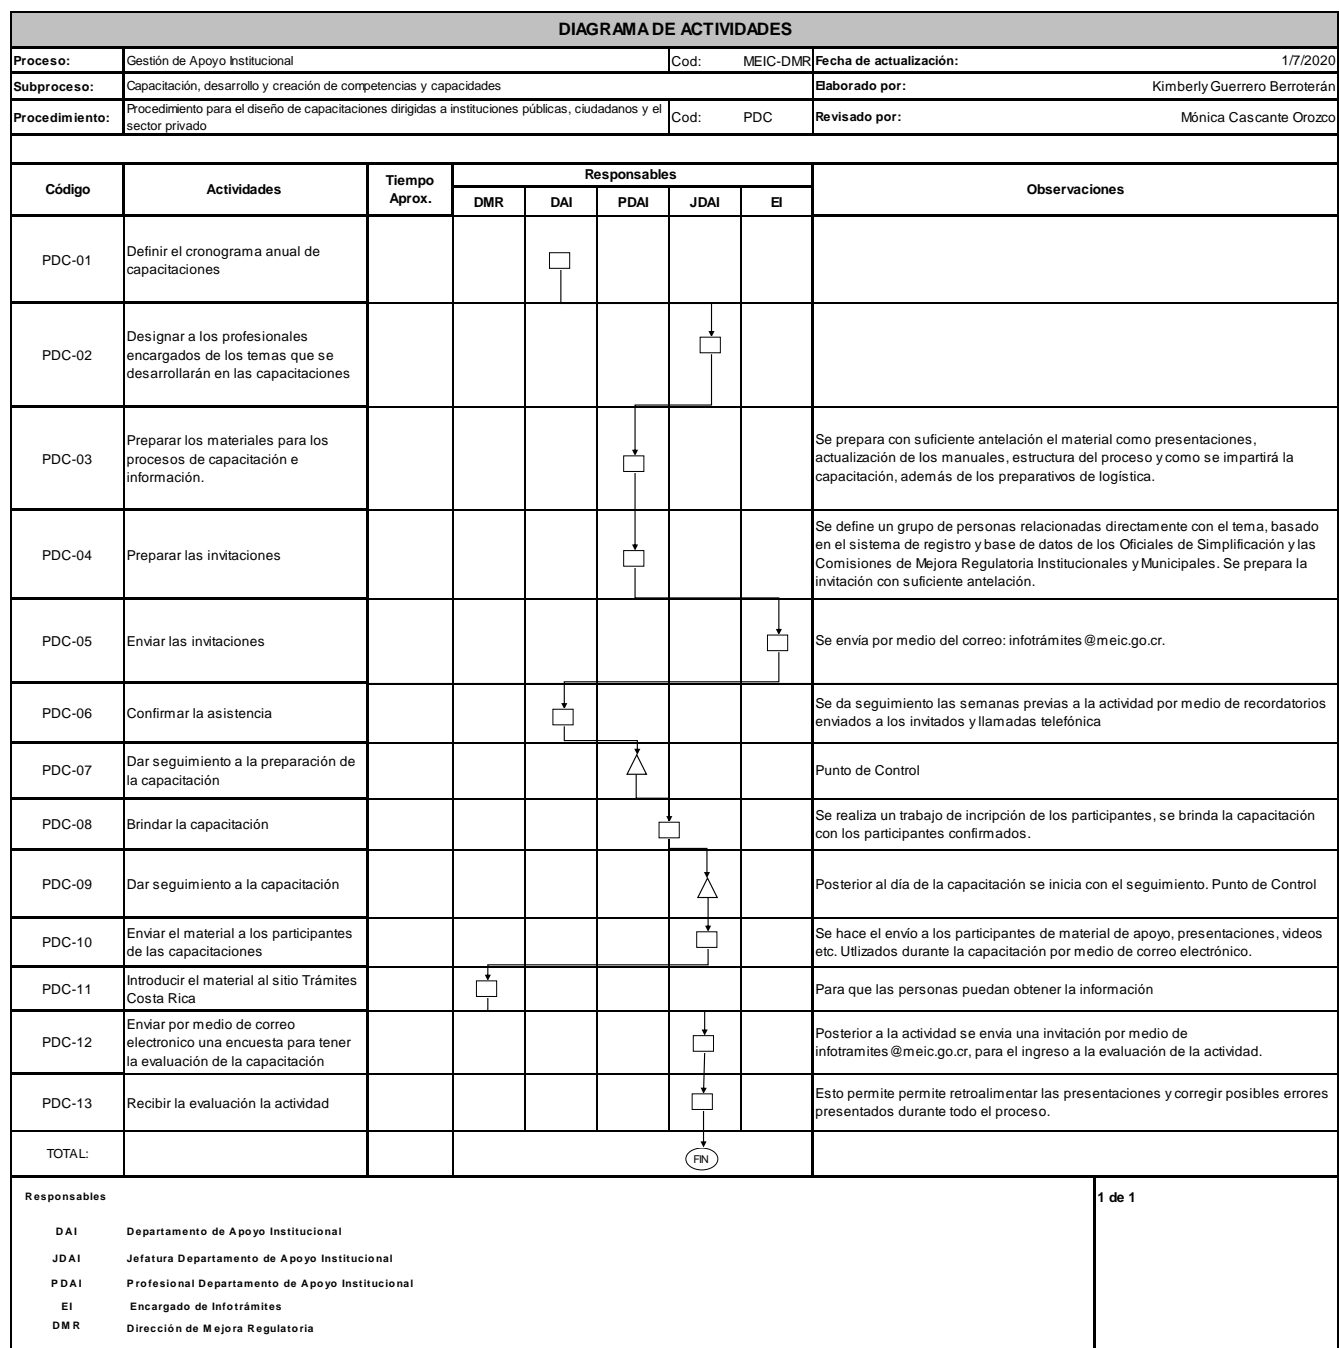 DIAGRAMA DE ACTIVIDADES
Proceso: Gestión de Apoyo Institucional Cod: MEIC-DMR Fecha de actualización: 1/7/2020
Subproceso: Capacitación, desarrollo y creación de competencias y capacidades Elaborado por: Kimberly Guerrero Berroterán
Procedimiento: Procedimiento para el diseño de capacitaciones dirigidas a instituciones públicas, ciudadanos y el
sector privado Cod: PDC Revisado por: Mónica Cascante Orozco
Código Actividades Tiempo
Aprox. Responsables Observaciones
DMR DAI PDAI JDAI EI
PDC-01 Definir el cronograma anual de
capacitaciones
PDC-02 Designar a los profesionales
encargados de los temas que se
desarrollarán en las capacitaciones
PDC-03 Preparar los materiales para los
procesos de capacitación e
información.
Se prepara con suficiente antelación el material como presentaciones,
actualización de los manuales, estructura del proceso y como se impartirá la
capacitación, además de los preparativos de logística.
PDC-04 Preparar las invitaciones
Se define un grupo de personas relacionadas directamente con el tema, basado
en el sistema de registro y base de datos de los Oficiales de Simplificación y las
Comisiones de Mejora Regulatoria Institucionales y Municipales. Se prepara la
invitación con suficiente antelación.
PDC-05 Enviar las invitaciones Se envía por medio del correo: infotrámites@meic.go.cr.
PDC-06 Confirmar la asistencia
Se da seguimiento las semanas previas a la actividad por medio de recordatorios
enviados a los invitados y llamadas telefónica
PDC-07 Dar seguimiento a la preparación de
la capacitación
Punto de Control
PDC-08 Brindar la capacitación
Se realiza un trabajo de incripción de los participantes, se brinda la capacitación
con los participantes confirmados.
PDC-09 Dar seguimiento a la capacitación Posterior al día de la capacitación se inicia con el seguimiento. Punto de Control
PDC-10 Enviar el material a los participantes
de las capacitaciones
Se hace el envío a los participantes de material de apoyo, presentaciones, videos
etc. Utlizados durante la capacitación por medio de correo electrónico.
PDC-11 Introducir el material al sitio Trámites
Costa Rica
Para que las personas puedan obtener la información
PDC-12 Enviar por medio de correo
electronico una encuesta para tener
la evaluación de la capacitación
Posterior a la actividad se envia una invitación por medio de
infotramites@meic.go.cr, para el ingreso a la evaluación de la actividad.
PDC-13 Recibir la evaluación la actividad
Esto permite permite retroalimentar las presentaciones y corregir posibles errores
presentados durante todo el proceso.
TOTAL: FIN
Responsables 1 de 1
DAI Departamento de Apoyo Institucional
JDAI Jefatura Departamento de Apoyo Institucional
PDAI Profesional Departamento de Apoyo Institucional
EI Encargado de Infotrámites
DMR Dirección de Mejora Regulatoria